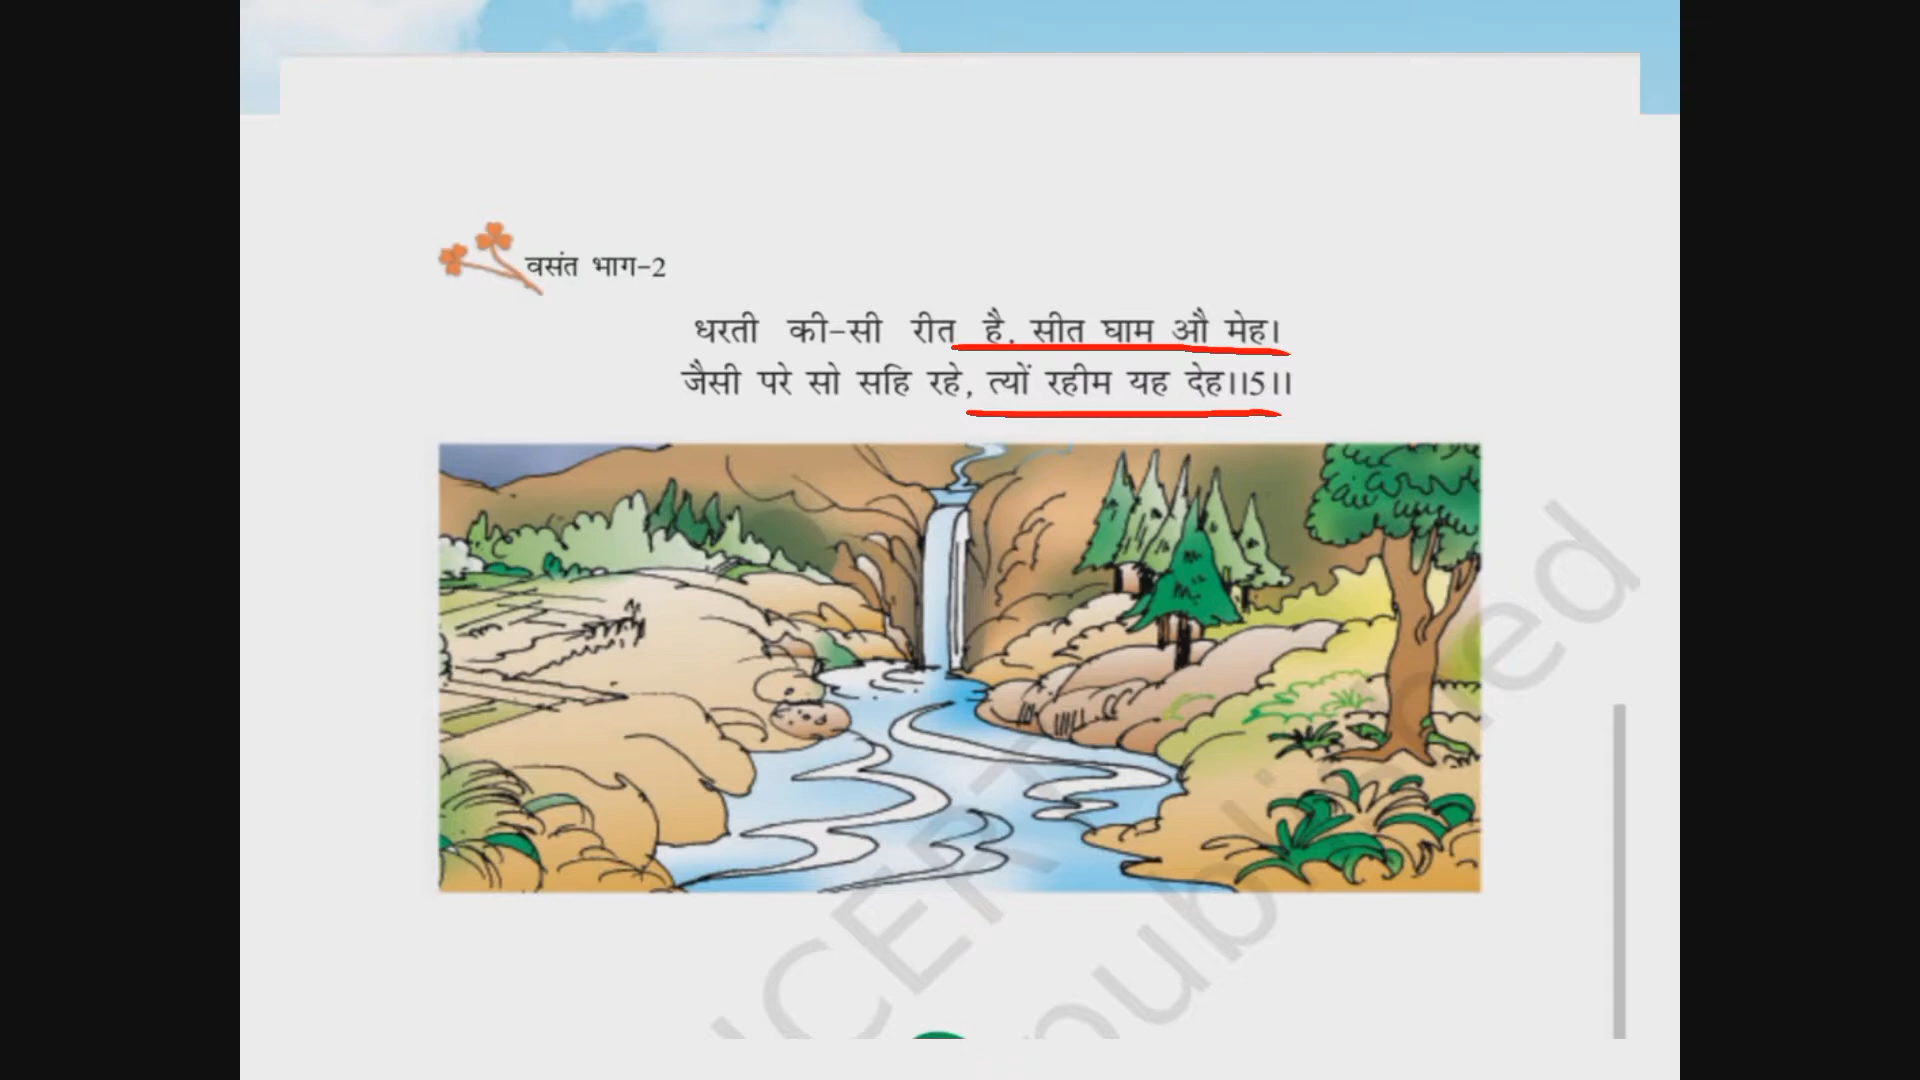 वसंत भाग-2
धरती की-सी रीत है, सीत घाम औ मेह।
जैसी परे सो सहि रहे, त्यों रहीम यह देह।।5।।